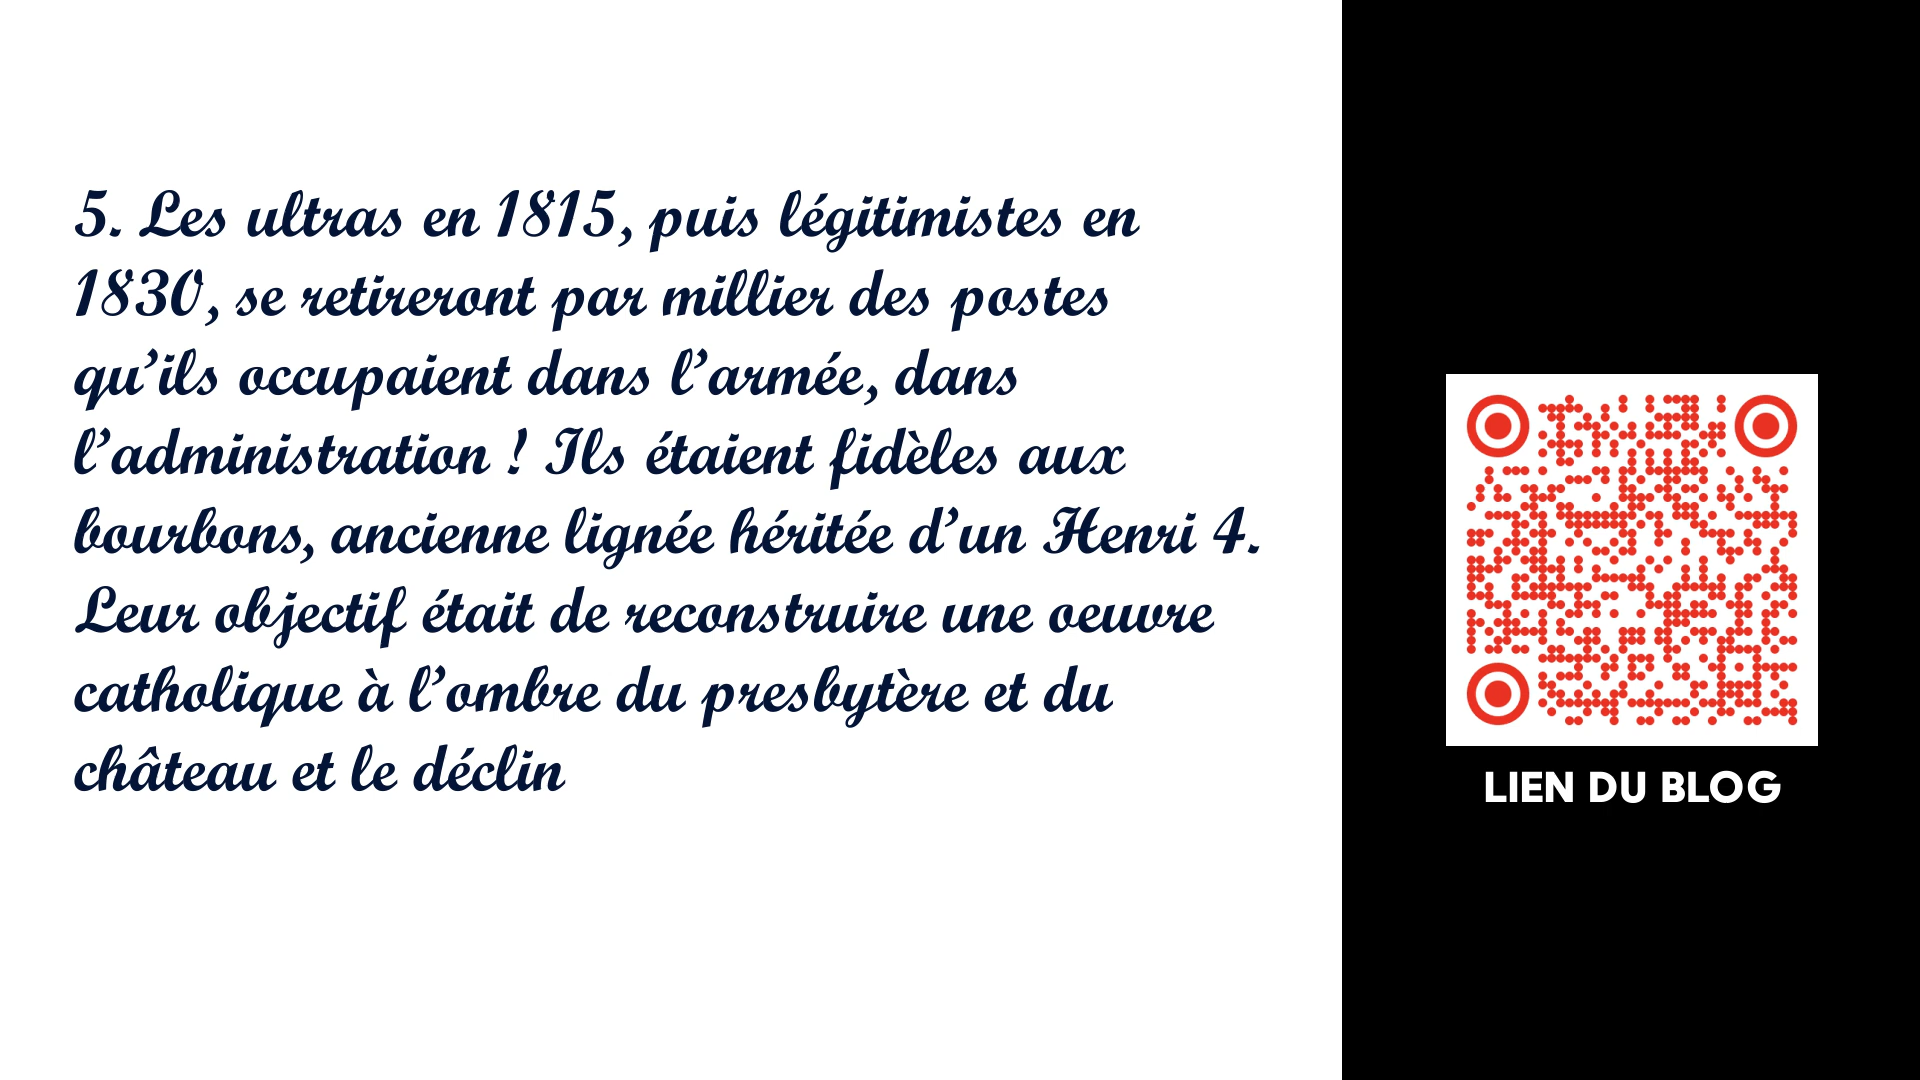 5. Les ultras en 1815, puis légitimistes en
1830, se retireront par millier des postes
qu’ils occupaient dans l’armée, dans
l’administration ! Ils étaient fidèles aux
bourbons, ancienne lignée héritée d’un Henri 4.
Leur objectif était de reconstruire une oeuvre
catholique à l’ombre du presbytère et du
château et le déclin
LIEN DU BLOG